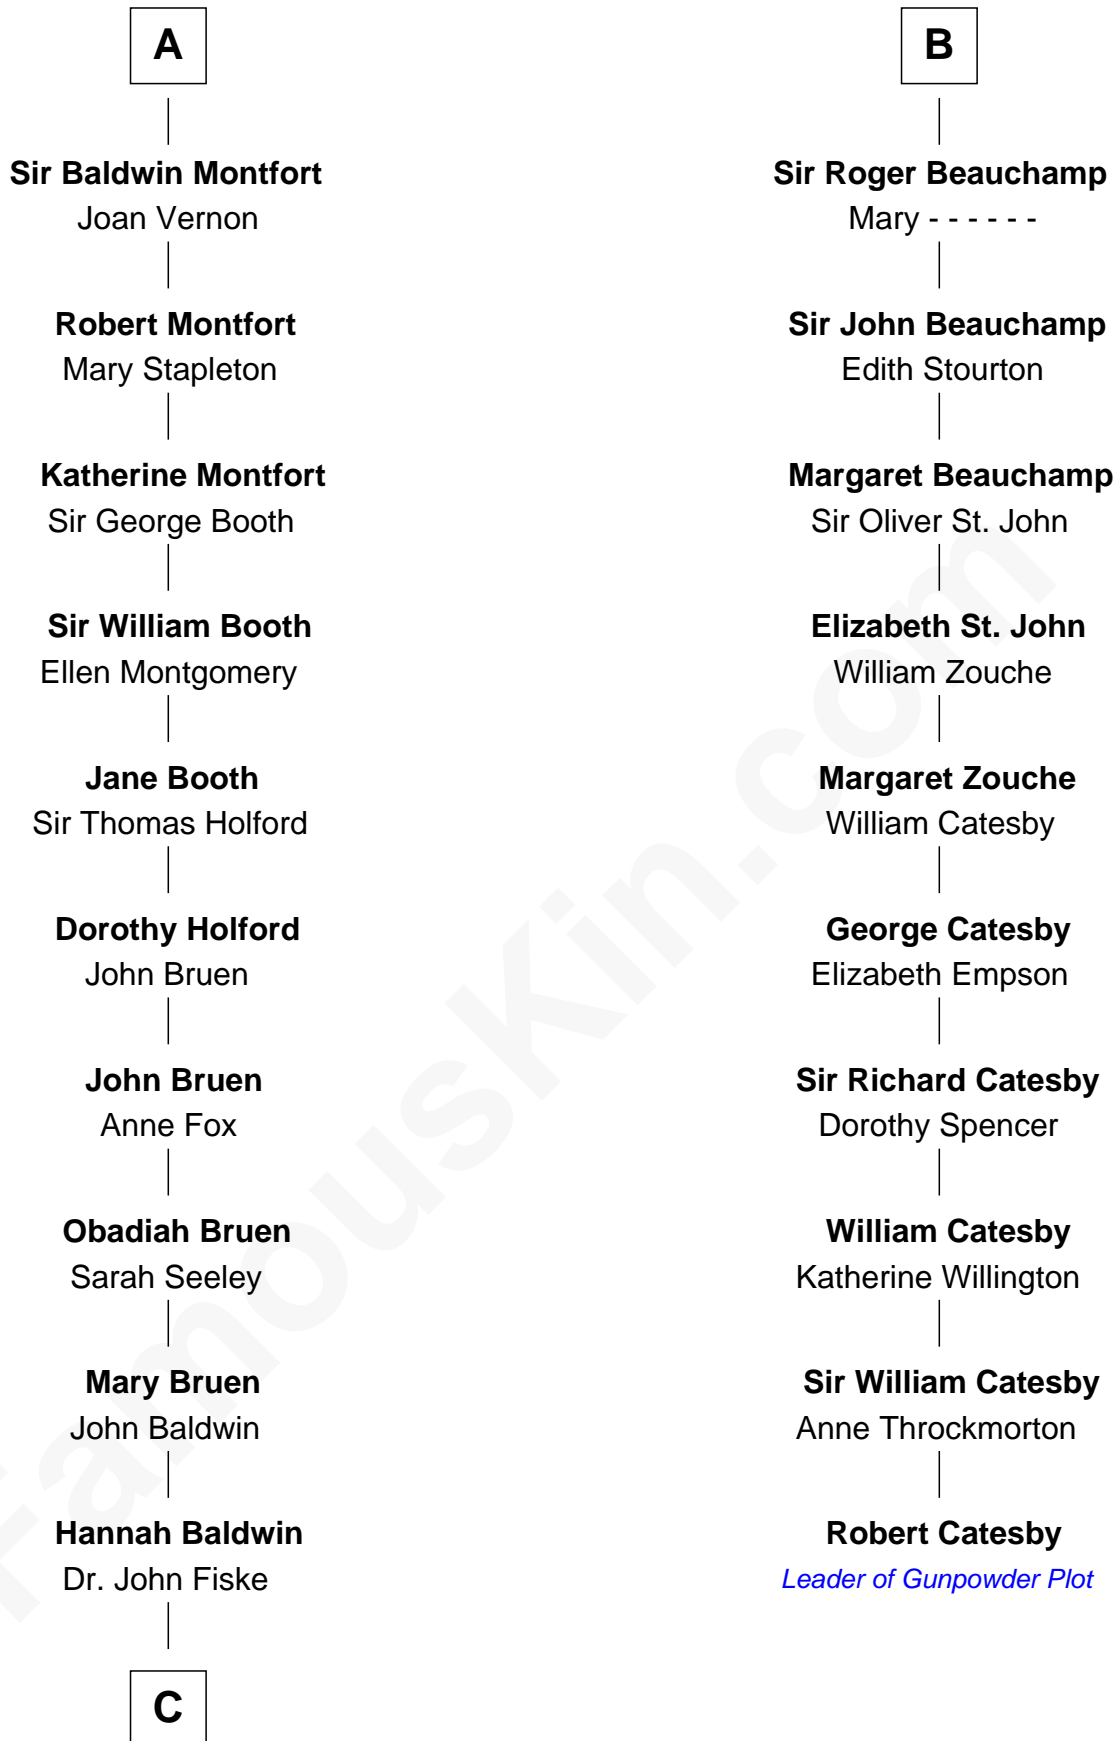 A
Sir Baldwin Montfort
Joan Vernon
Robert Montfort
Mary Stapleton
Katherine Montfort
Sir George Booth
Sir William Booth
Ellen Montgomery
Jane Booth
Sir Thomas Holford
Dorothy Holford
John Bruen
John Bruen
Anne Fox
Obadiah Bruen
Sarah Seeley
Mary Bruen
John Baldwin
Hannah Baldwin
Dr. John Fiske
C
B
Sir Roger Beauchamp
Mary - - - - - -
Sir John Beauchamp
Edith Stourton
Margaret Beauchamp
Sir Oliver St. John
Elizabeth St. John
William Zouche
Margaret Zouche
William Catesby
George Catesby
Elizabeth Empson
Sir Richard Catesby
Dorothy Spencer
William Catesby
Katherine Willington
Sir William Catesby
Anne Throckmorton
Robert Catesby
Leader of Gunpowder Plot
FamousKin.com